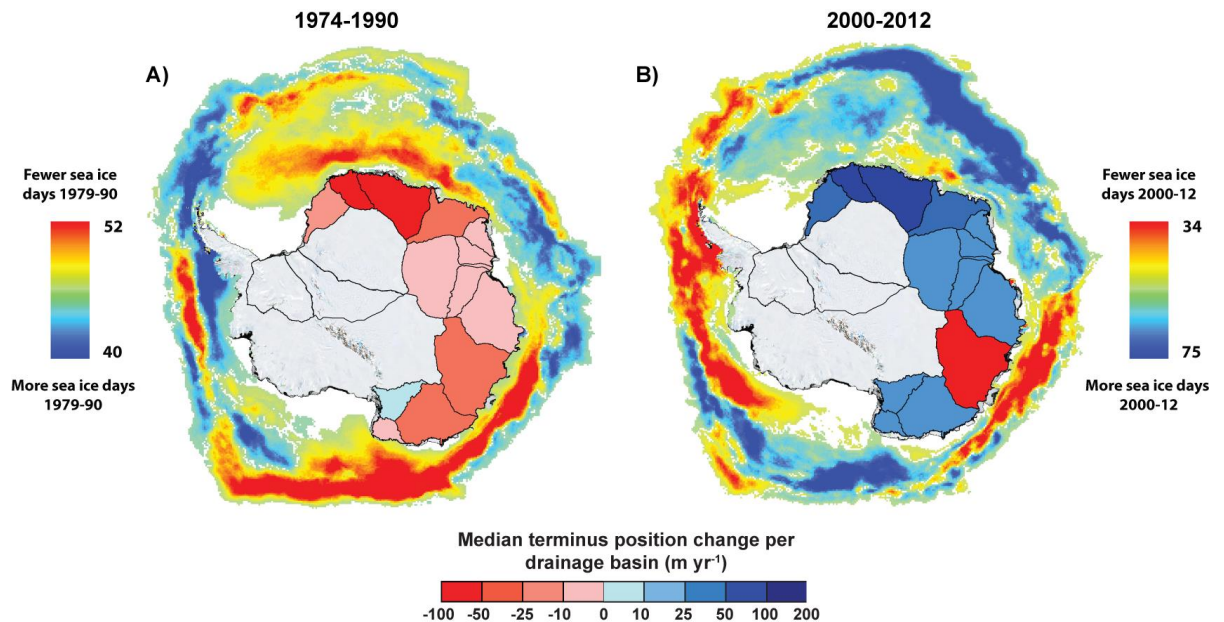 1974-1990
2000-2012
A)
B)
Fewer sea ice
days 1979-90
52
40
More sea ice days
1979-90
Fewer sea ice
days 2000-12
34
75
More sea ice days
2000-12
Median terminus position change per
drainage basin (m yr⁻¹)
-100 -50 -25 -10 0 10 25 50 100 200